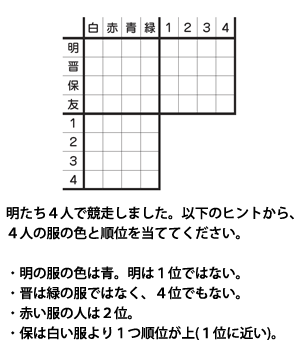 白 赤 青 緑 1 2 3 4
明
晋
保
友
1
2
3
4
明たち４人で競走しました。以下のヒントから、
４人の服の色と順位を当ててください。
・明の服の色は青。明は１位ではない。
・晋は緑の服ではなく、４位でもない。
・赤い服の人は２位。
・保は白い服より１つ順位が上(１位に近い)。